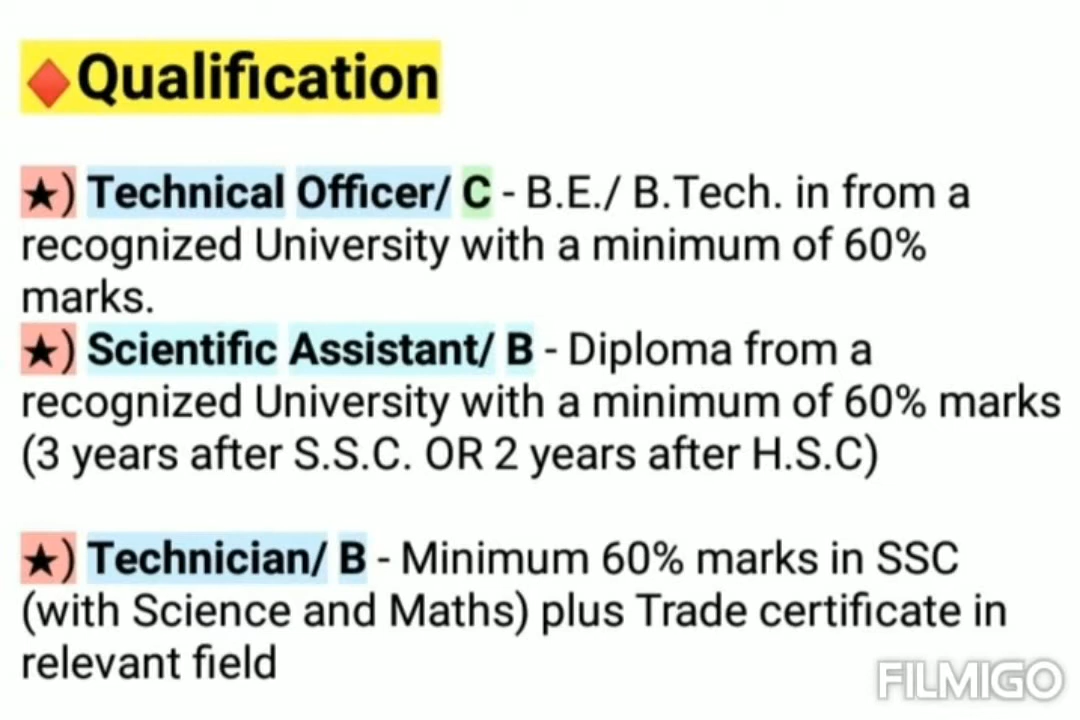 ♦Qualification
★) Technical Officer/ C - B.E./ B.Tech. in from a
recognized University with a minimum of 60%
marks.
★) Scientific Assistant/ B - Diploma from a
recognized University with a minimum of 60% marks
(3 years after S.S.C. OR 2 years after H.S.C)
★) Technician/ B - Minimum 60% marks in SSC
(with Science and Maths) plus Trade certificate in
relevant field
FILMIGO